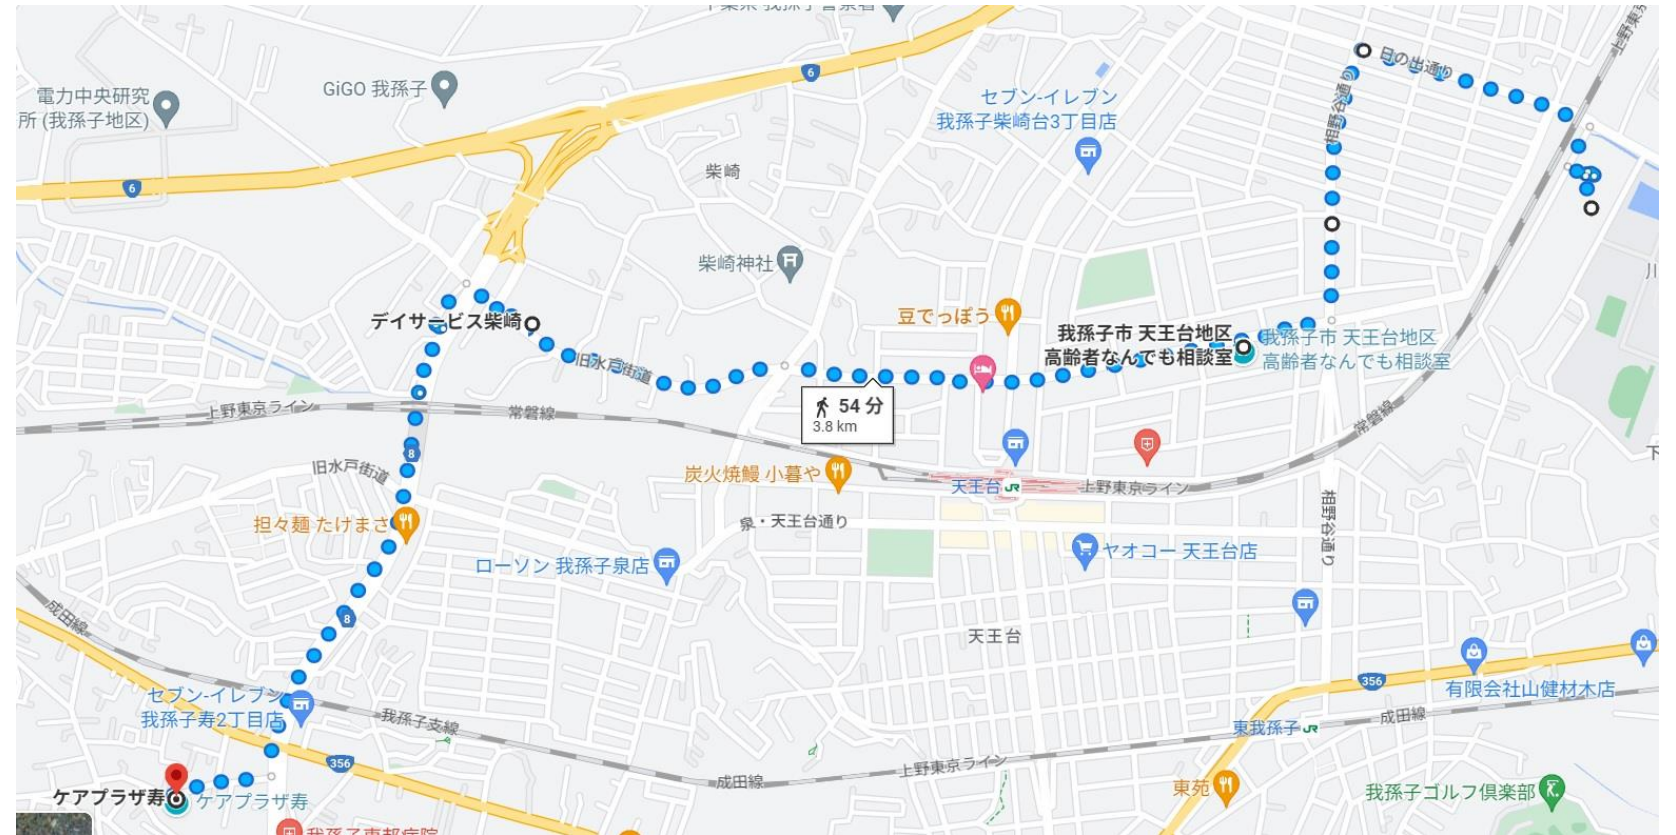 6
GiGO 我孫子
電力中央研究
所 (我孫子地区)
6
セブン-イレブン
我孫子柴崎台3丁目店
日の出通り
相野谷通り
柴崎
柴崎神社
豆でっぽう
デイサービス柴崎
旧水戸街道
我孫子市 天王台地区
高齢者なんでも相談室
我孫子市 天王台地区
高齢者なんでも相談室
54 分
3.8 km
上野東京ライン
常磐線
常磐線
8
旧水戸街道
炭火焼鰻 小暮や
天王台
JR
上野東京ライン
担々麺 たけまさ
泉・天王台通り
相野谷通り
ローソン 我孫子泉店
ヤオコー 天王台店
成田線
8
天王台
セブン-イレブン
我孫子寿2丁目店
我孫子支線
356
有限会社山健材木店
東我孫子
JR
成田線
356
成田線
上野東京ライン
ケアプラザ寿
ケアプラザ寿
東苑
我孫子ゴルフ倶楽部